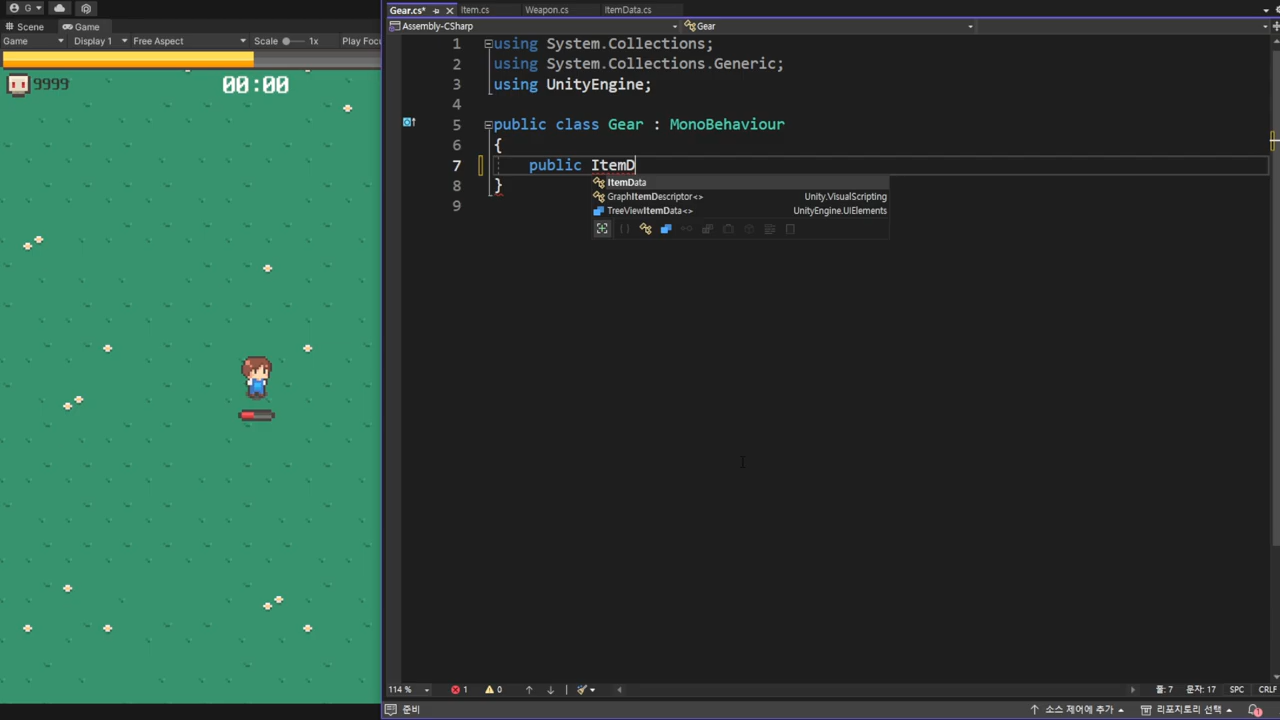 G
Scene
Game
Game
Display 1
Free Aspect
Scale
1x
Play Focu
9999
00:00
Gear.cs*
Item.cs
Weapon.cs
ItemData.cs
Assembly-CSharp
Gear
1 using System.Collections;
2 using System.Collections.Generic;
3 using UnityEngine;
4
5 public class Gear : MonoBehaviour
6 {
7 public ItemD
8 }
9
ItemData
GraphItemDescriptor<> Unity.VisualScripting
TreeViewItemData<> UnityEngine.UIElements
114 %
1
0
줄: 7
문자: 17
SPC
CRLF
준비
소스 제어에 추가
리포지토리 선택
1